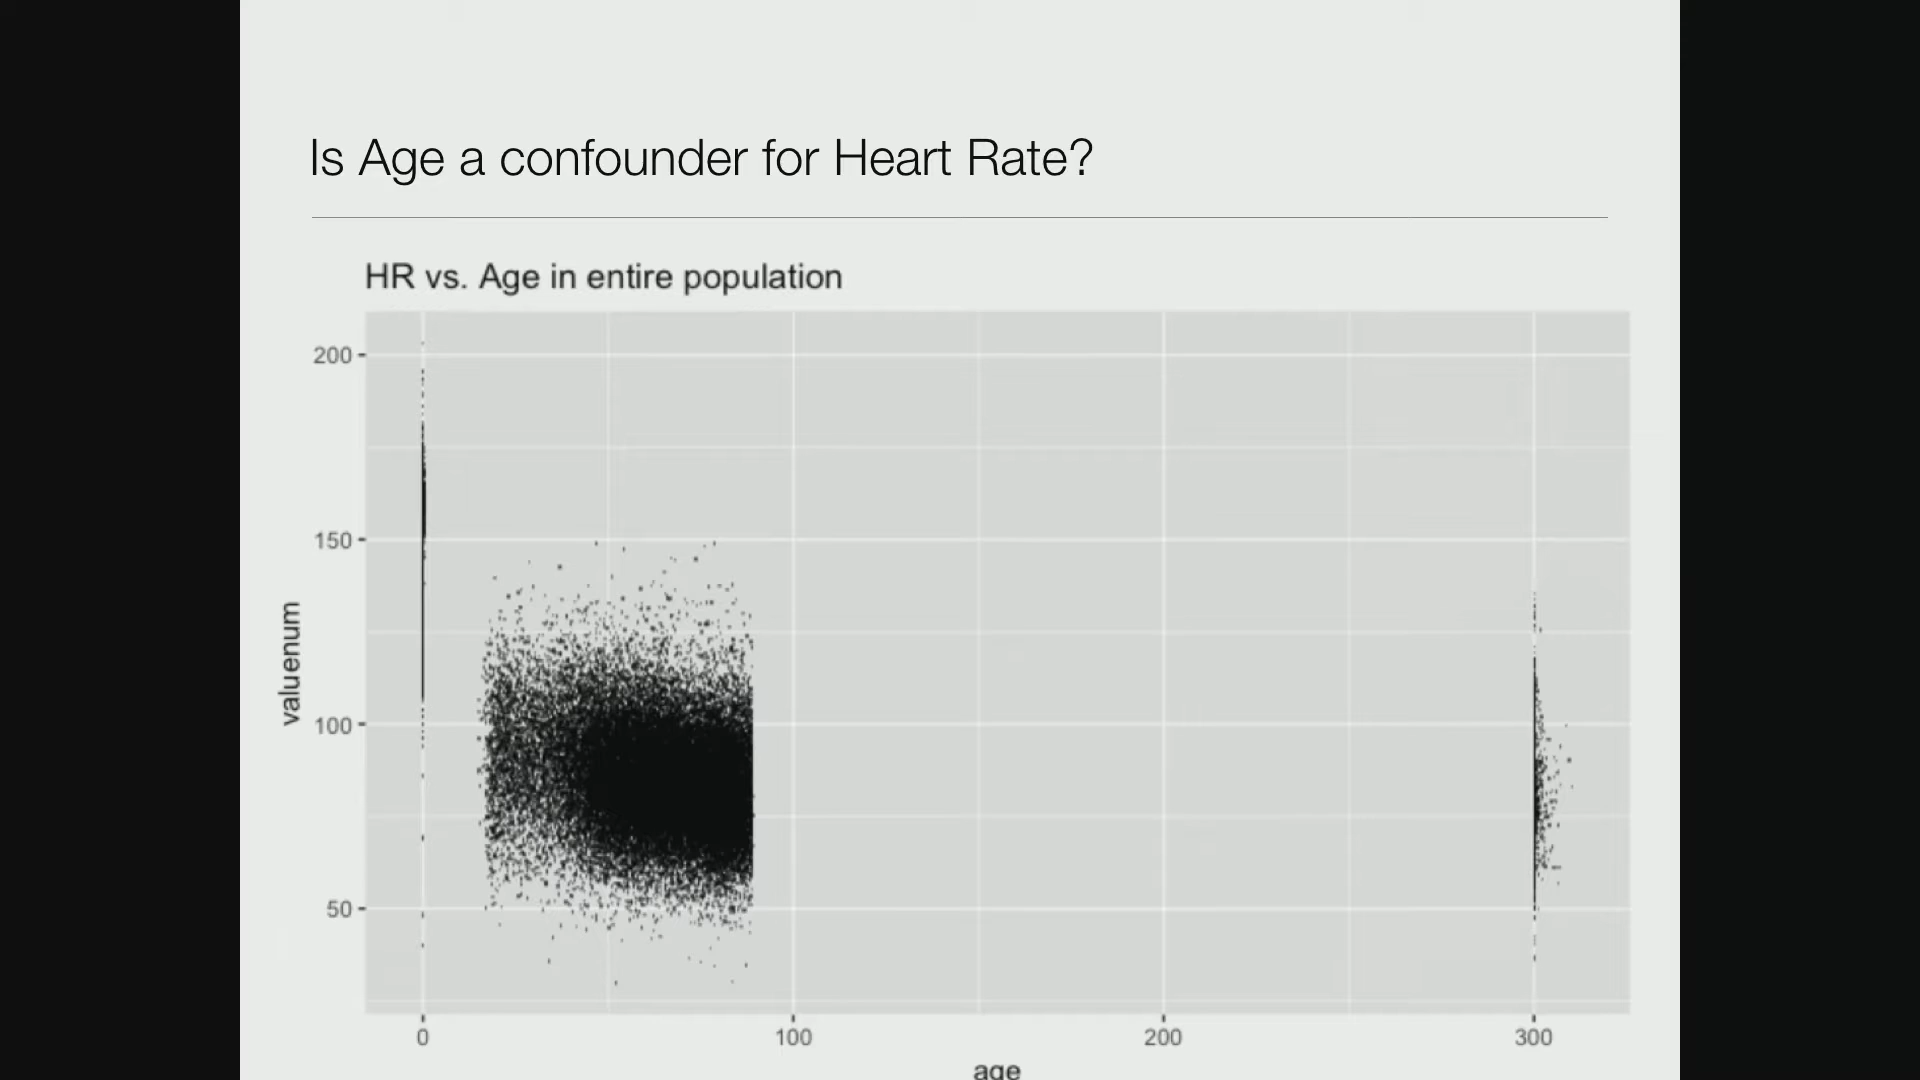 Is Age a confounder for Heart Rate?
HR vs. Age in entire population
200
150
100
50
valuenum
0
100
200
300
age